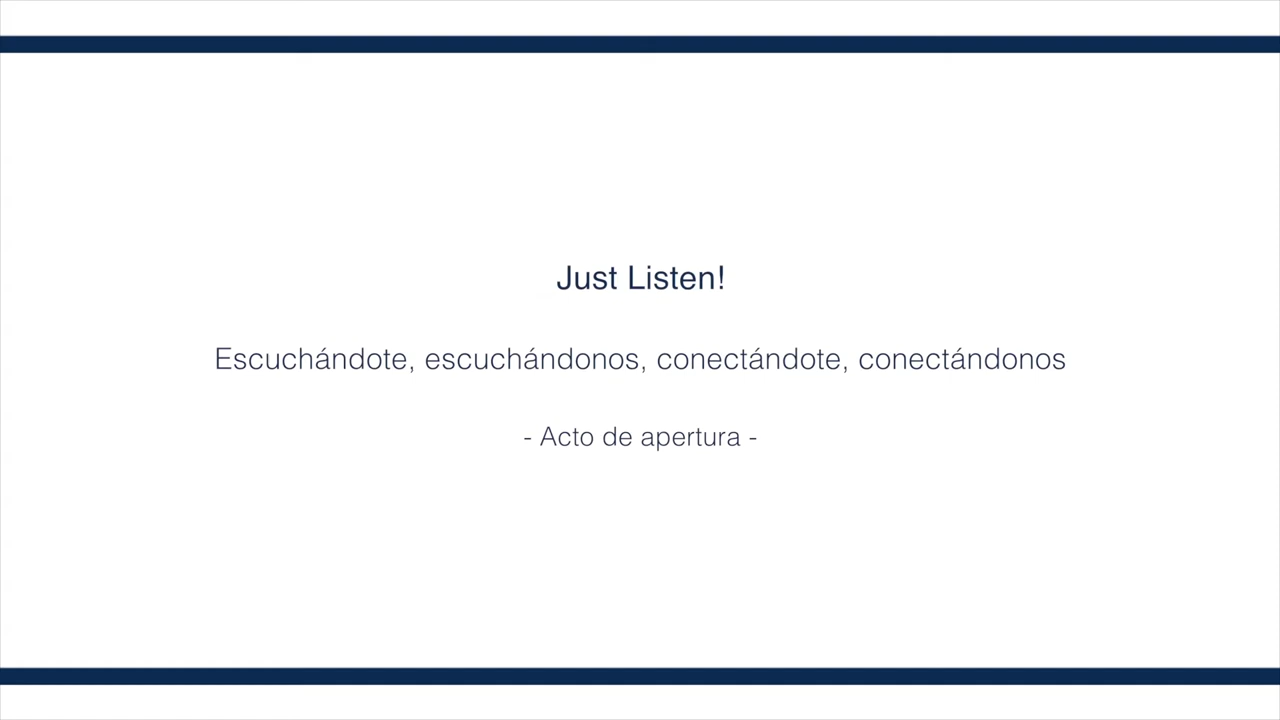 Just Listen!
Escuchándote, escuchándonos, conectándote, conectándonos
- Acto de apertura -